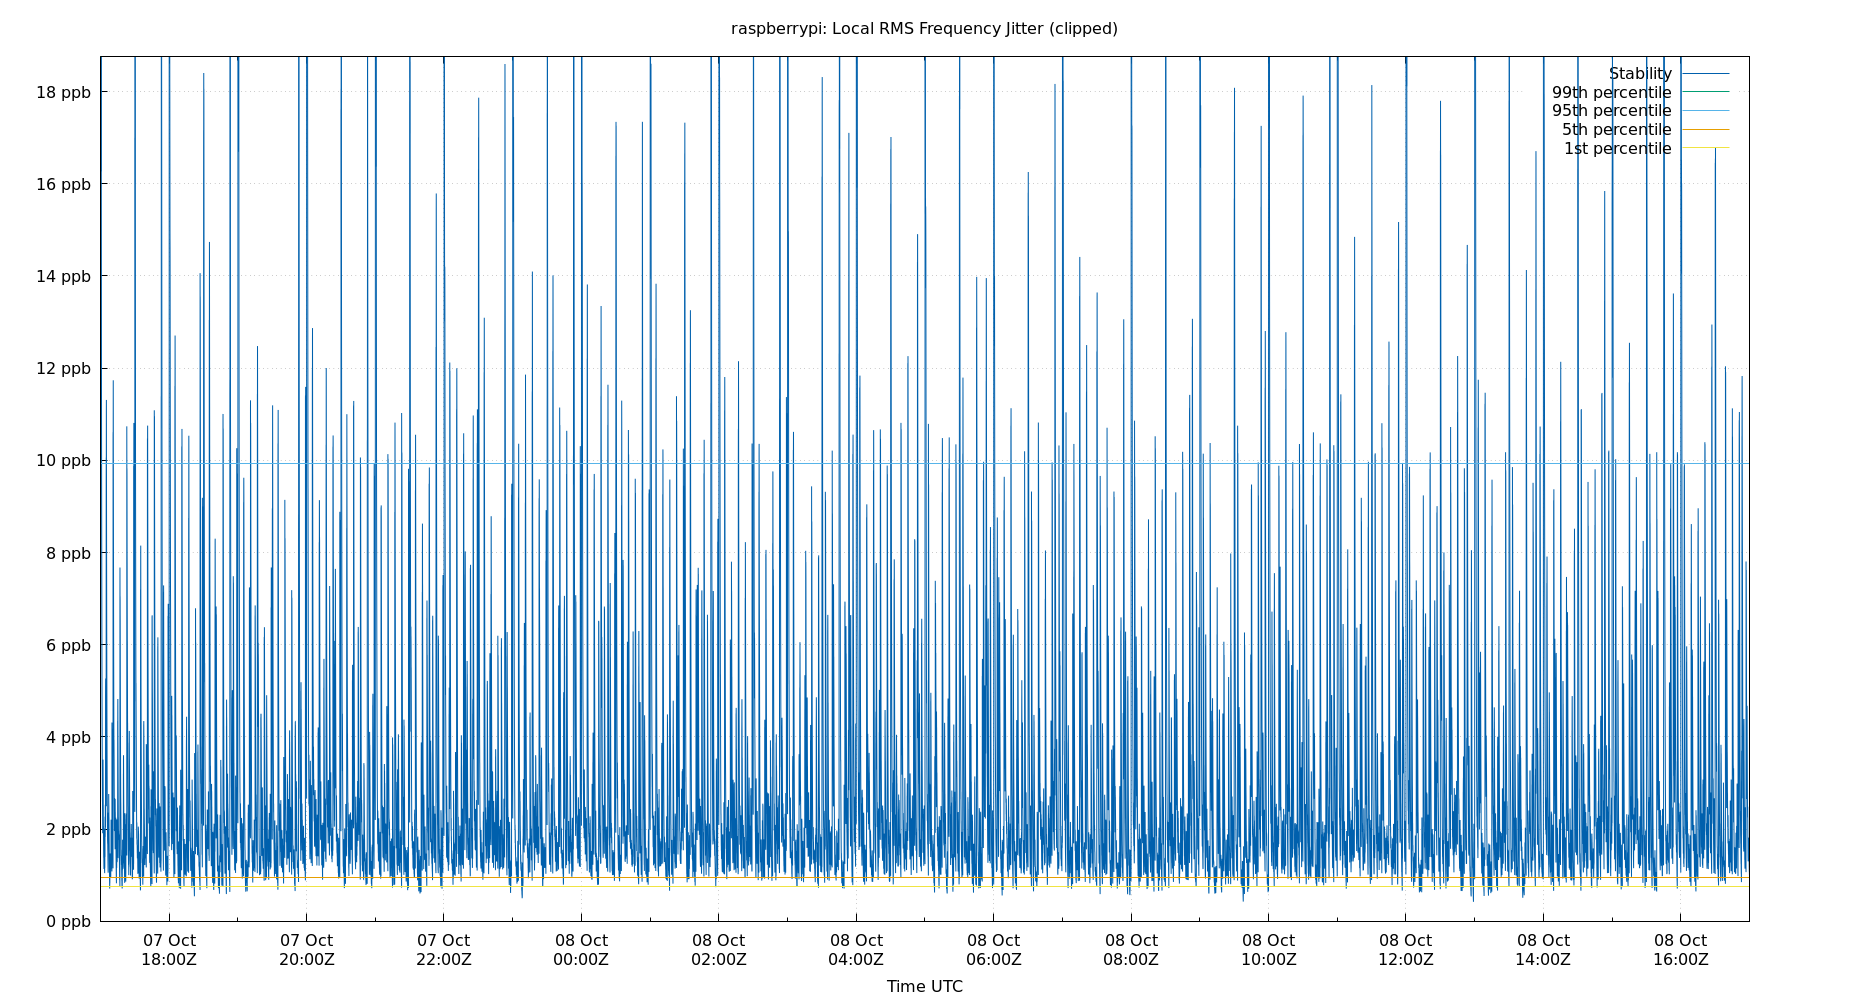 raspberrypi: Local RMS Frequency Jitter (clipped)
Stability
99th percentile
95th percentile
5th percentile
1st percentile
18 ppb
16 ppb
14 ppb
12 ppb
10 ppb
8 ppb
6 ppb
4 ppb
2 ppb
0 ppb
07 Oct 07 Oct 07 Oct 08 Oct 08 Oct 08 Oct 08 Oct 08 Oct 08 Oct 08 Oct 08 Oct 08 Oct
18:00Z 20:00Z 22:00Z 00:00Z 02:00Z 04:00Z 06:00Z 08:00Z 10:00Z 12:00Z 14:00Z 16:00Z
Time UTC